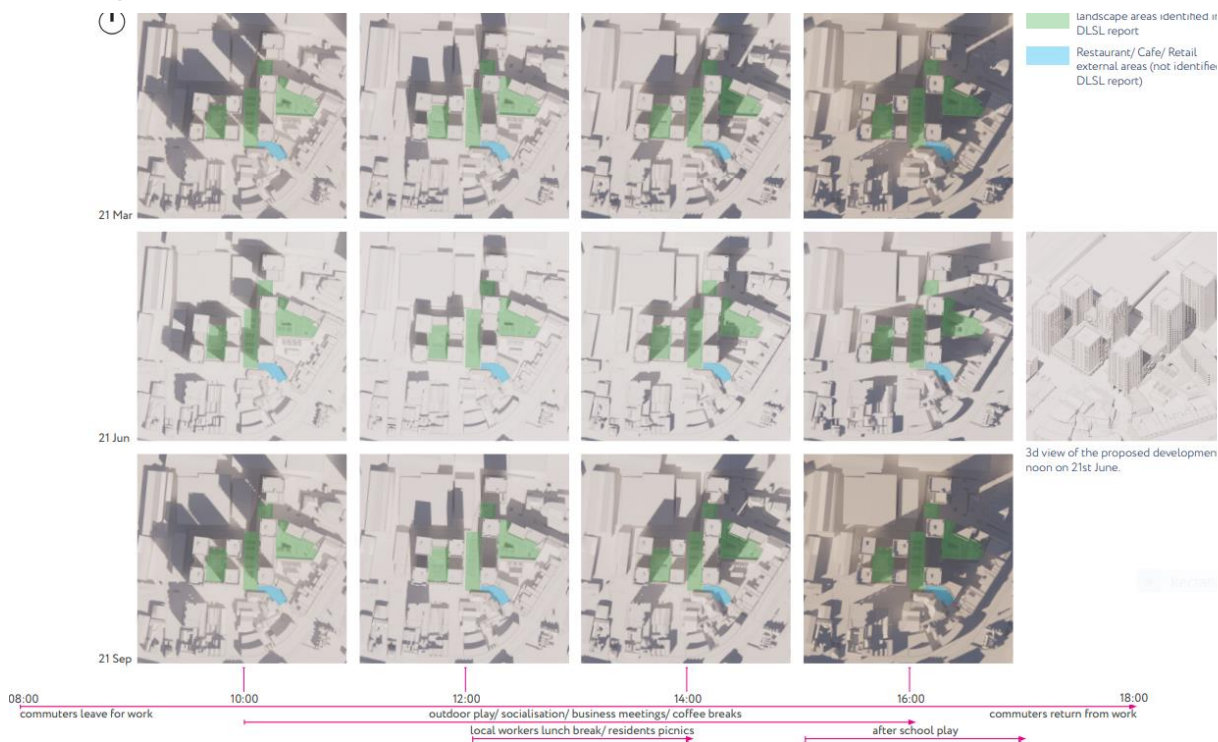 landscape areas identified in
DLSL report
Restaurant/ Cafe/ Retail
external areas (not identified
DLSL report)
21 Mar
21 Jun
3d view of the proposed development
noon on 21st June.
21 Sep
08:00 10:00 12:00 14:00 16:00 18:00
commuters leave for work outdoor play/ socialisation/ business meetings/ coffee breaks commuters return from work
local workers lunch break/ residents picnics after school play